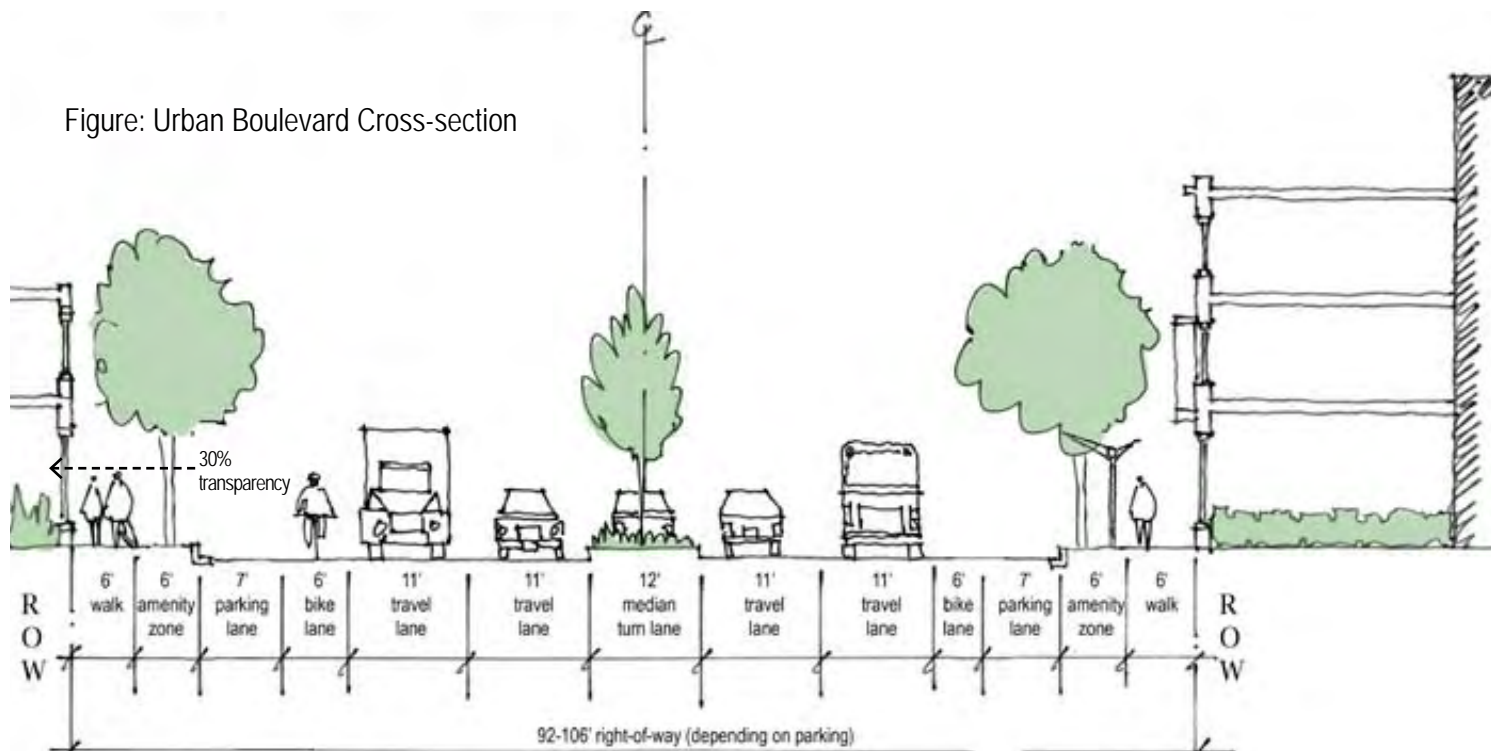 ℄
Figure: Urban Boulevard Cross-section
30%
transparency
R
O
W
6'
walk
6'
amenity
zone
7'
parking
lane
6'
bike
lane
11'
travel
lane
11'
travel
lane
12'
median
turn lane
11'
travel
lane
11'
travel
lane
6'
bike
lane
7'
parking
lane
6'
amenity
zone
6'
walk
R
O
W
92-106' right-of-way (depending on parking)